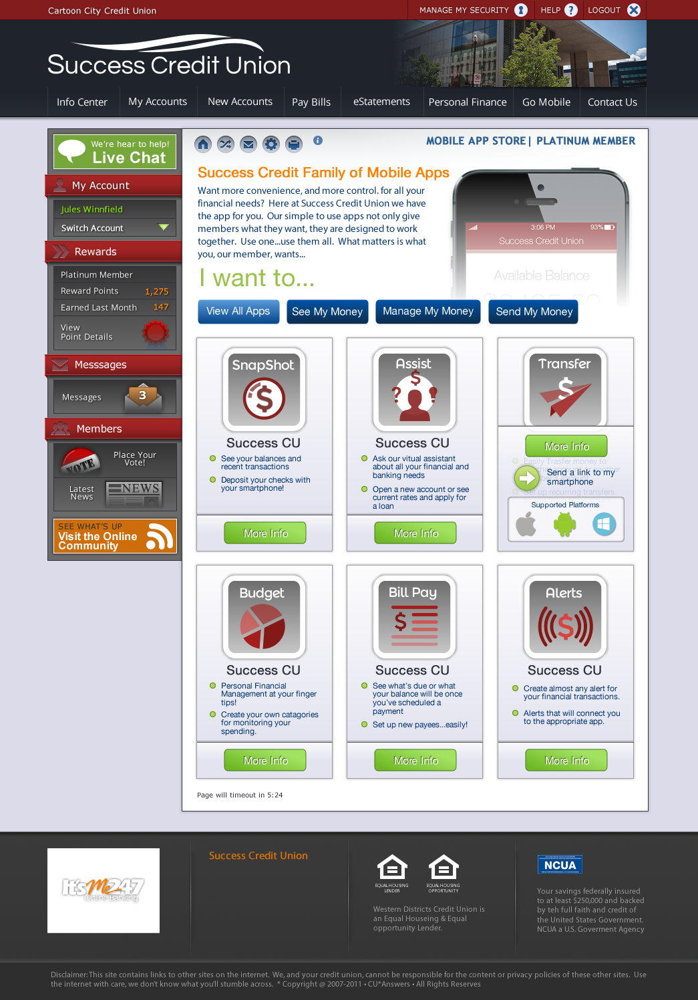 Cartoon City Credit Union
MANAGE MY SECURITY
HELP
?
LOGOUT
Success Credit Union
Info Center
My Accounts
New Accounts
Pay Bills
eStatements
Personal Finance
Go Mobile
Contact Us
We're hear to help!
Live Chat
My Account
Jules Winnfield
Switch Account
Rewards
Platinum Member
Reward Points 1,275
Earned Last Month 147
View
Point Details
Messsages
Messages
3
Members
VOTE
Place Your
Vote!
Latest
News
NEWS
SEE WHAT'S UP
Visit the Online
Community
i
MOBILE APP STORE | PLATINUM MEMBER
Success Credit Family of Mobile Apps
Want more convenience, and more control. for all your
financial needs? Here at Success Credit Union we have
the app for you. Our simple to use apps not only give
members what they want, they are designed to work
together. Use one...use them all. What matters is what
you, our member, wants...
3:06 PM
93%
Success Credit Union
Available Balance
I want to...
View All Apps
See My Money
Manage My Money
Send My Money
SnapShot
$
Success CU
See your balances and
recent transactions
Deposit your checks with
your smartphone!
More Info
Assist
$
? !
Success CU
Ask our vitual assistant
about all your financial and
banking needs
Open a new account or see
current rates and apply for
a loan
More Info
Transfer
$
More Info
Easily Trasfer money to
Send a link to my
smartphone
Set up recurring transfers
Supported Platforms
Budget
Success CU
Personal Financial
Management at your finger
tips!
Create your own catagories
for monitoring your
spending.
More Info
Bill Pay
$
Success CU
See what's due or what
your balance will be once
you've scheduled a
payment
Set up new payees...easily!
More Info
Alerts
$
Success CU
Create almost any alert for
your financial transactions.
Alerts that will connect you
to the appropriate app.
More Info
Page will timeout in 5:24
It's Me 247
Online Banking
Success Credit Union
EQUAL HOUSING
LENDER
EQUAL HOUSING
OPPORTUNITY
Western Districts Credit Union is
an Equal Houseing & Equal
opportunity Lender.
NCUA
Your savings federally insured
to at least $250,000 and backed
by teh full faith and credit of
the United States Government.
NCUA a U.S. Goverment Agency
Disclaimer: This site contains links to other sites on the internet. We, and your credit union, cannot be responsible for the content or privacy policies of these other sites. Use
the internet with care, we don't know what you'll stumble across. * Copyright @ 2007-2011 • CU*Answers • All Rights Reserves